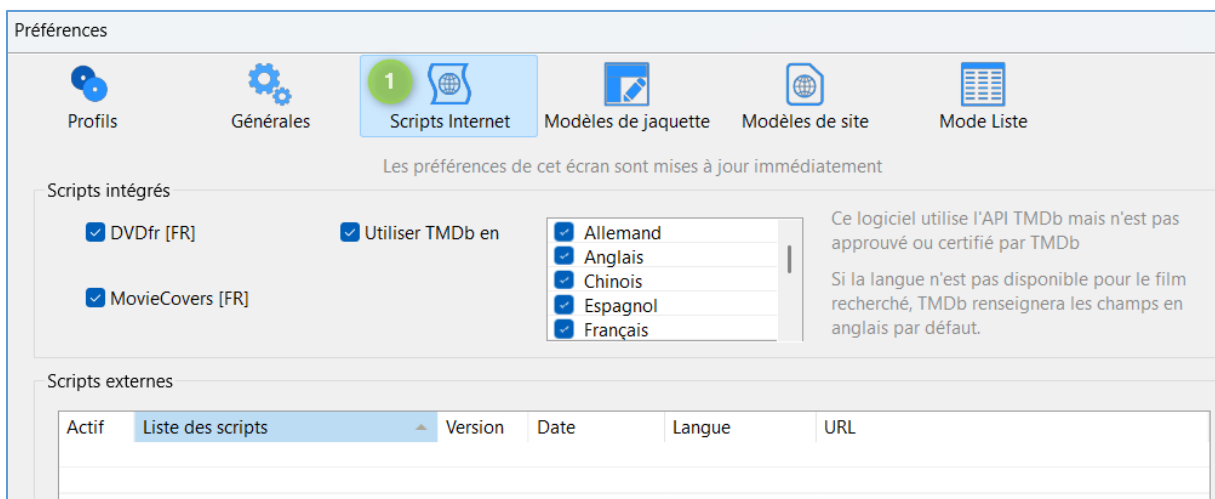 Préférences
1
Profils
Générales
Scripts Internet
Modèles de jaquette
Modèles de site
Mode Liste
Les préférences de cet écran sont mises à jour immédiatement
Scripts intégrés
DVDfr [FR]
MovieCovers [FR]
Utiliser TMDb en
Allemand
Anglais
Chinois
Espagnol
Français
Ce logiciel utilise l'API TMDb mais n'est pas
approuvé ou certifié par TMDb
Si la langue n'est pas disponible pour le film
recherché, TMDb renseignera les champs en
anglais par défaut.
Scripts externes
Actif
Liste des scripts
Version
Date
Langue
URL